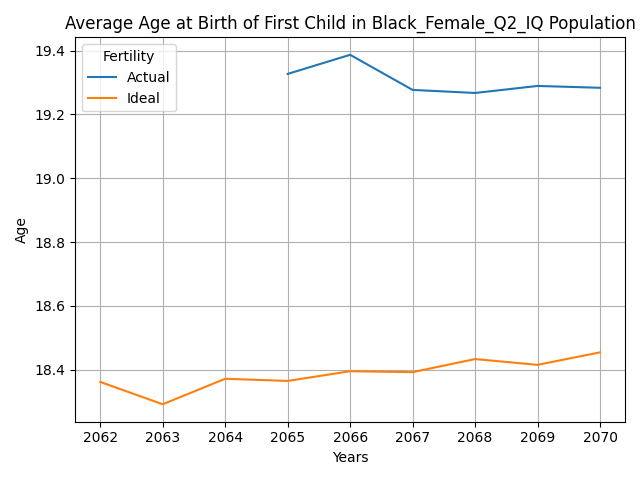 Average Age at Birth of First Child in Black_Female_Q2_IQ Population
Fertility
Actual
Ideal
19.4
19.2
19.0
18.8
18.6
18.4
Age
2062 2063 2064 2065 2066 2067 2068 2069 2070
Years